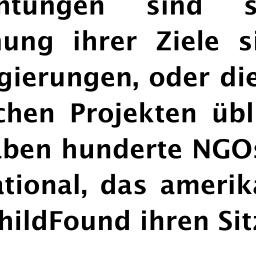 htungen sind s
nung ihrer Ziele si
gierungen, oder die
chen Projekten übl
aben hunderte NGOs
ational, das amerika
hildFound ihren Sitz